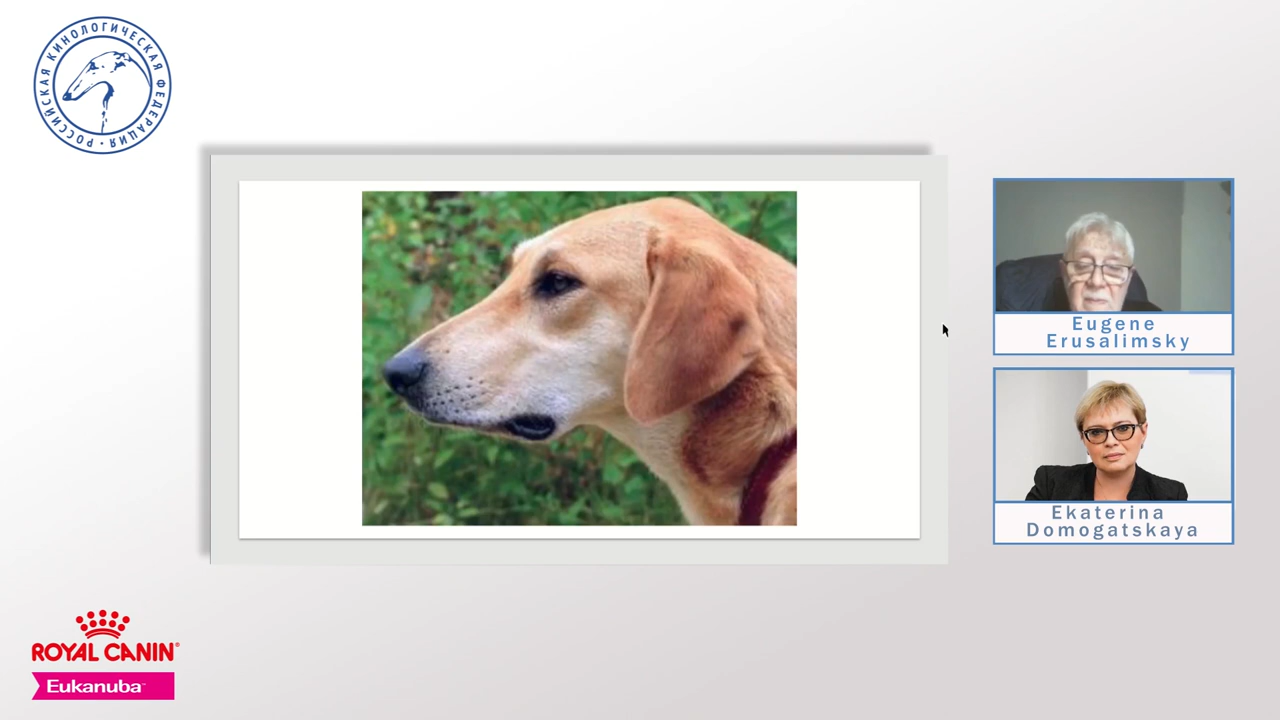 РОССИЙСКАЯ КИНОЛОГИЧЕСКАЯ ФЕДЕРАЦИЯ
Eugene
Erusalimsky
Ekaterina
Domogatskaya
ROYAL CANIN
Eukanuba